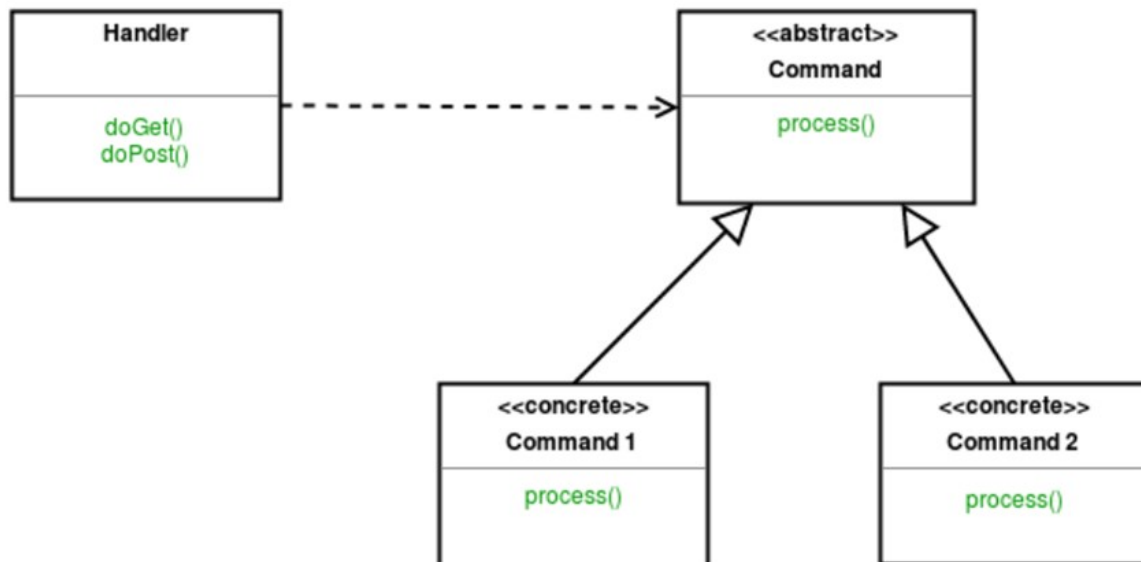 Handler
doGet()
doPost()
<<abstract>>
Command
process()
<<concrete>>
Command 1
process()
<<concrete>>
Command 2
process()